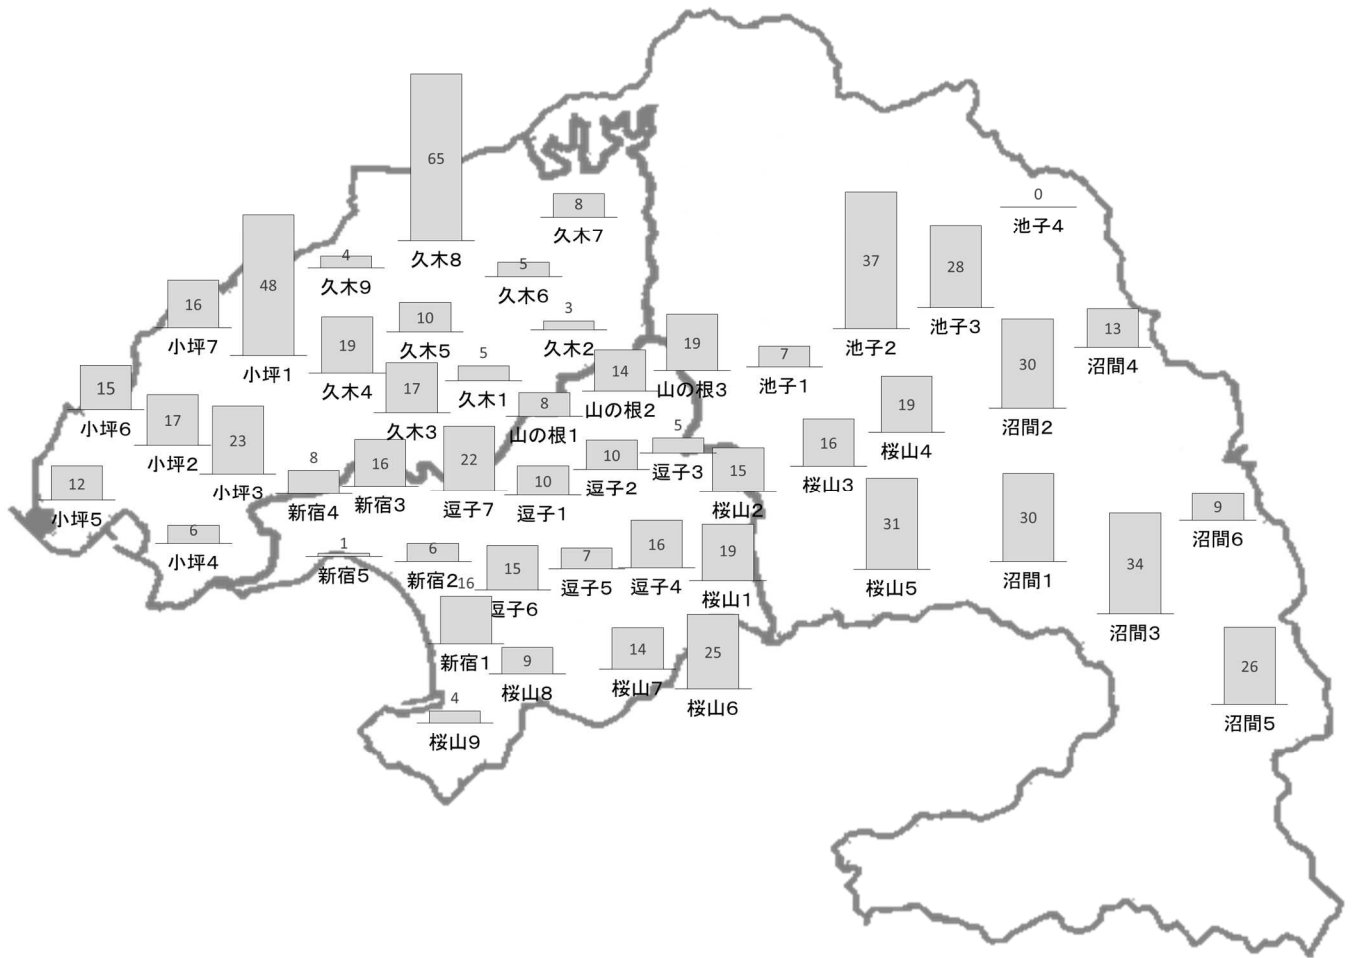 65
久木8
8
久木7
0
池子4
4
久木9
5
久木6
37
池子2
28
池子3
48
小坪1
16
小坪7
10
久木5
3
久木2
19
山の根3
13
沼間4
19
久木4
5
久木1
14
山の根2
7
池子1
30
沼間2
15
小坪6
17
久木3
8
山の根1
19
桜山4
17
小坪2
23
小坪3
16
新宿3
22
逗子7
10
逗子2
5
逗子3
16
桜山3
12
小坪5
8
新宿4
10
逗子1
15
桜山2
31
桜山5
30
沼間1
9
沼間6
6
小坪4
1
新宿5
6
新宿2
15
逗子6
7
逗子5
16
逗子4
19
桜山1
34
沼間3
16
新宿1
9
桜山8
14
桜山7
25
桜山6
26
沼間5
4
桜山9